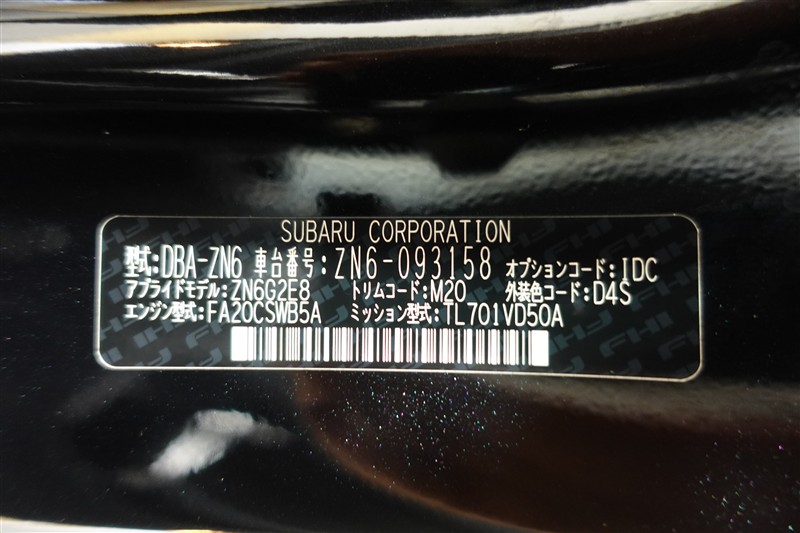 SUBARU CORPORATION
型式:DBA-ZN6 車台番号:ZN6-093158 オプションコード:IDC
アプライドモデル:ZN6G2E8 トリムコード:M20 外装色コード:D4S
エンジン型式:FA20CSWB5A ミッション型式:TL701VD50A